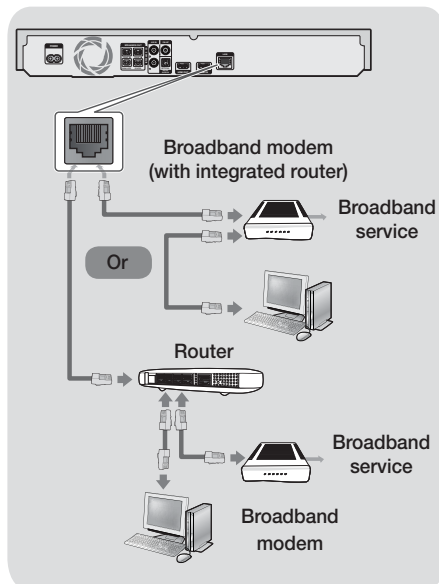 Broadband modem
(with integrated router)
Broadband
service
Or
Router
Broadband
service
Broadband
modem